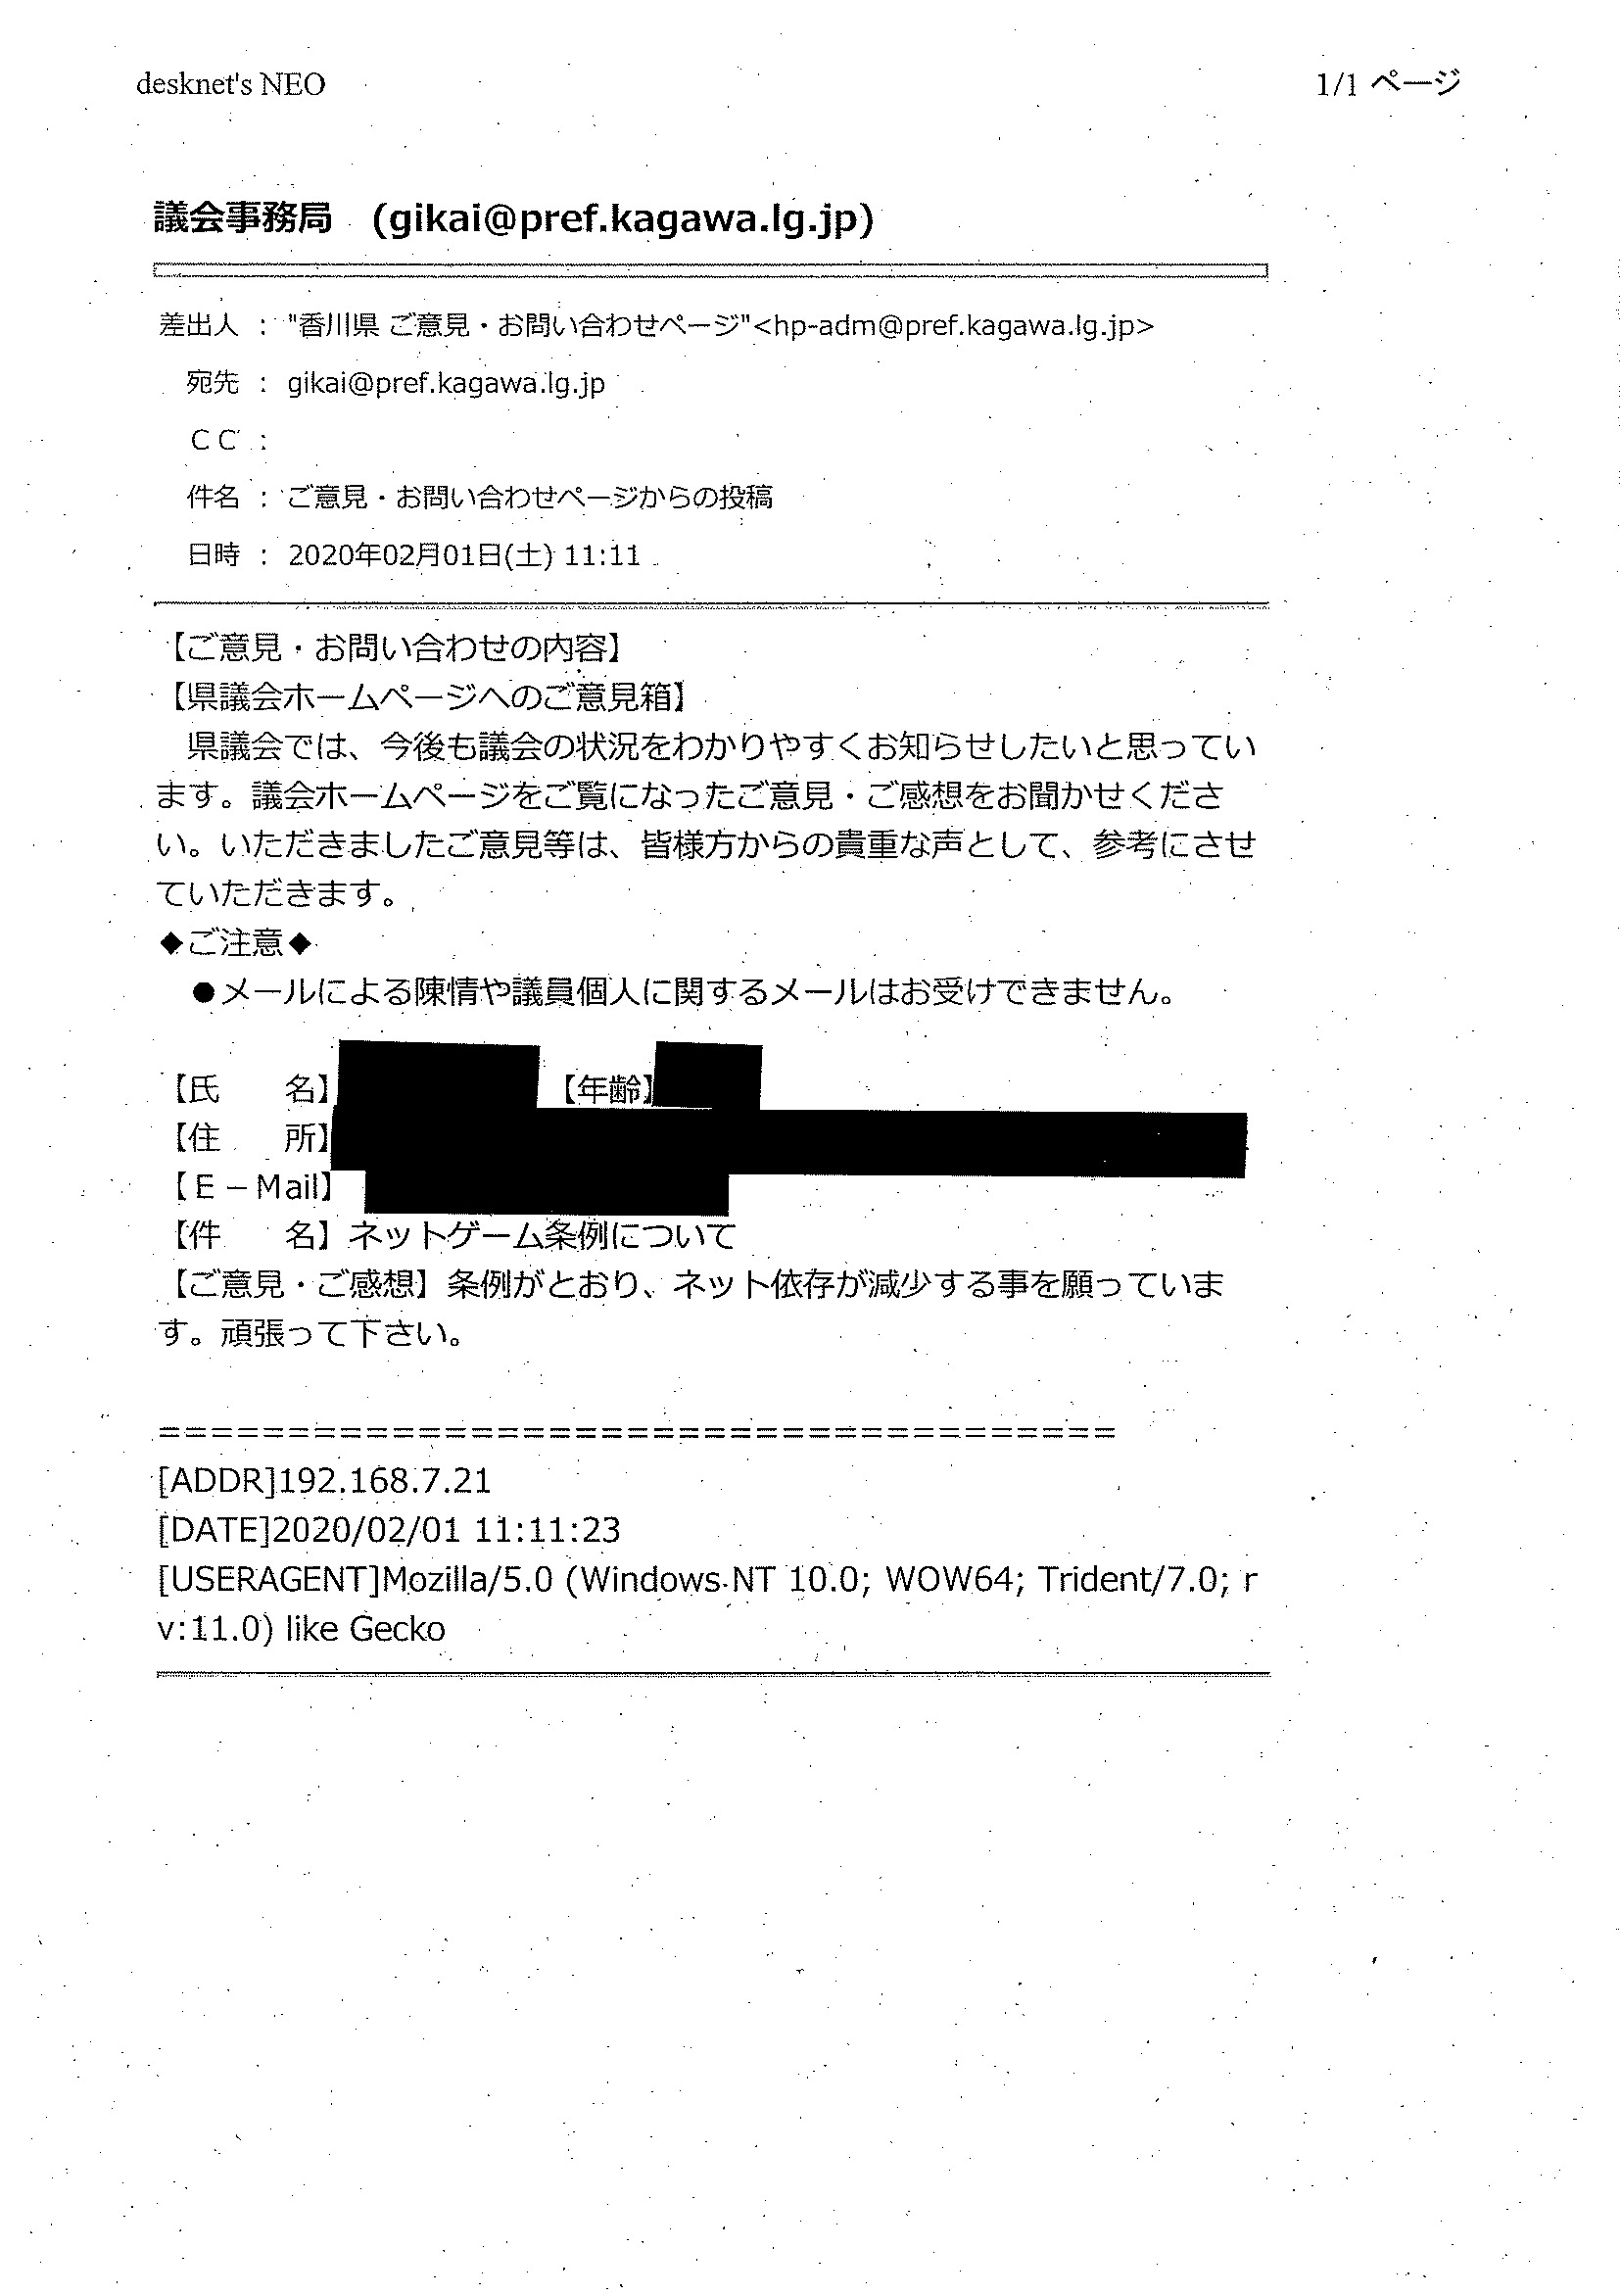 desknet's NEO
1/1 ページ
議会事務局 (gikai@pref.kagawa.lg.jp)
差出人 : "香川県 ご意見・お問い合わせページ"<hp-adm@pref.kagawa.lg.jp>
宛先 : gikai@pref.kagawa.lg.jp
ＣＣ :
件名 : ご意見・お問い合わせページからの投稿
日時 : 2020年02月01日(土) 11:11
【ご意見・お問い合わせの内容】
【県議会ホームページへのご意見箱】
　県議会では、今後も議会の状況をわかりやすくお知らせしたいと思ってい
ます。議会ホームページをご覧になったご意見・ご感想をお聞かせくださ
い。いただきましたご意見等は、皆様方からの貴重な声として、参考にさせ
ていただきます。
◆ご注意◆
　●メールによる陳情や議員個人に関するメールはお受けできません。
【氏　　名】　【年齢】
【住　　所】
【Ｅ－Mail】
【件　　名】ネットゲーム条例について
【ご意見・ご感想】条例がとおり、ネット依存が減少する事を願っていま
す。頑張って下さい。
=====================================
[ADDR]192.168.7.21
[DATE]2020/02/01 11:11:23
[USERAGENT]Mozilla/5.0 (Windows NT 10.0; WOW64; Trident/7.0; r
v:11.0) like Gecko